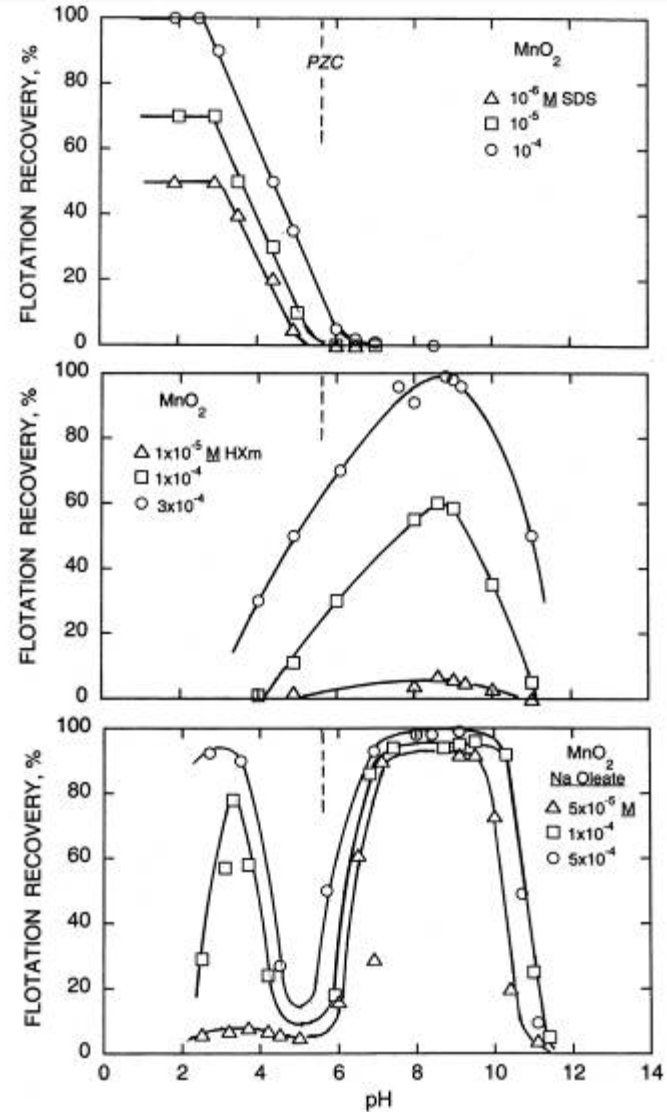 FLOTATION RECOVERY, %
100
80
60
40
20
0
PZC
MnO₂
△ 10⁻⁶ M SDS
□ 10⁻⁵
○ 10⁻⁴
FLOTATION RECOVERY, %
100
80
60
40
20
0
MnO₂
△ 1x10⁻⁵ M HXm
□ 1x10⁻⁴
○ 3x10⁻⁴
FLOTATION RECOVERY, %
100
80
60
40
20
0
MnO₂
Na Oleate
△ 5x10⁻⁵ M
□ 1x10⁻⁴
○ 5x10⁻⁴
0 2 4 6 8 10 12 14
pH